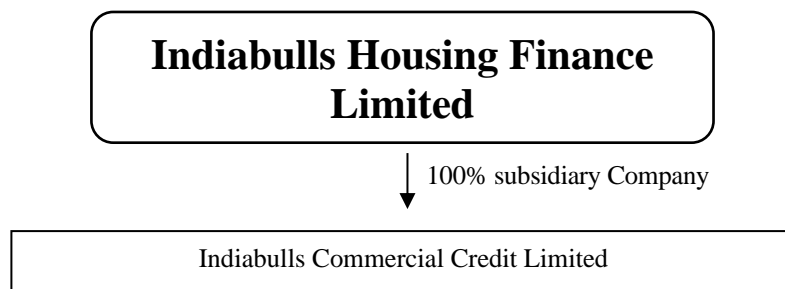 Indiabulls Housing Finance
Limited
100% subsidiary Company
Indiabulls Commercial Credit Limited